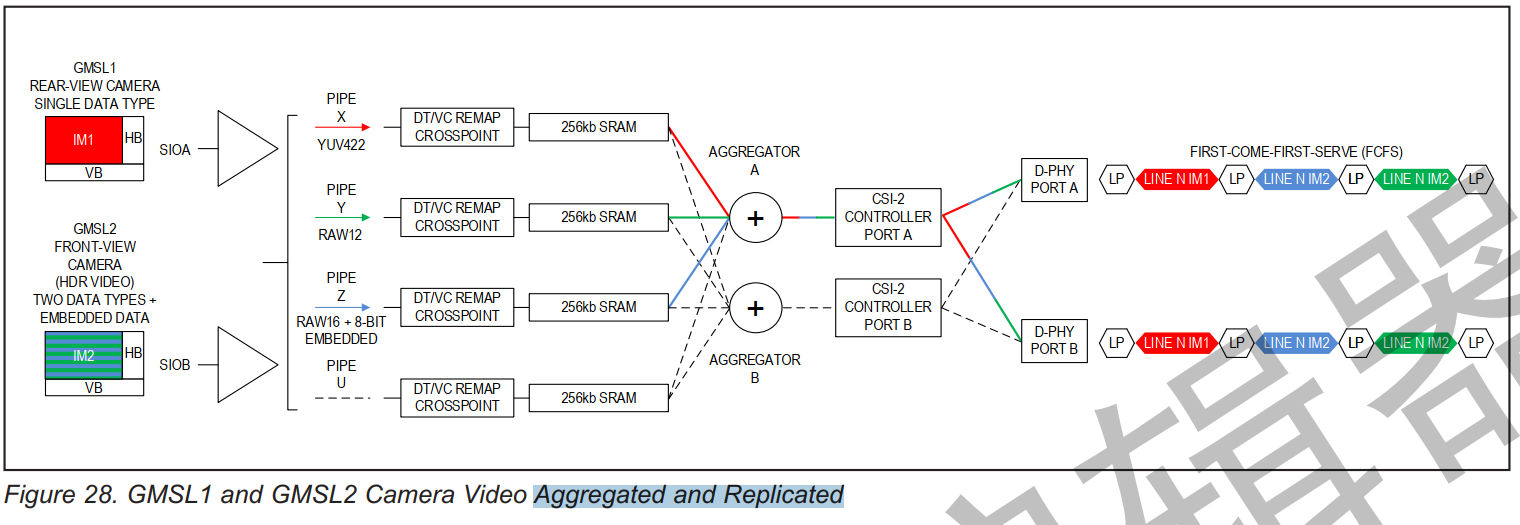 GMSL1
REAR-VIEW CAMERA
SINGLE DATA TYPE
IM1
HB
VB
SIOA
GMSL2
FRONT-VIEW
CAMERA
(HDR VIDEO)
TWO DATA TYPES +
EMBEDDED DATA
IM2
HB
VB
SIOB
PIPE
X
YUV422
PIPE
Y
RAW12
PIPE
Z
RAW16 + 8-BIT
EMBEDDED
PIPE
U
DT/VC REMAP
CROSSPOINT
256kb SRAM
DT/VC REMAP
CROSSPOINT
256kb SRAM
DT/VC REMAP
CROSSPOINT
256kb SRAM
DT/VC REMAP
CROSSPOINT
256kb SRAM
AGGREGATOR
A
+
+
AGGREGATOR
B
CSI-2
CONTROLLER
PORT A
CSI-2
CONTROLLER
PORT B
D-PHY
PORT A
D-PHY
PORT B
FIRST-COME-FIRST-SERVE (FCFS)
LP LINE N IM1 LP LINE N IM2 LP LINE N IM2 LP
LP LINE N IM1 LP LINE N IM2 LP LINE N IM2 LP
Figure 28. GMSL1 and GMSL2 Camera Video Aggregated and Replicated
辑器